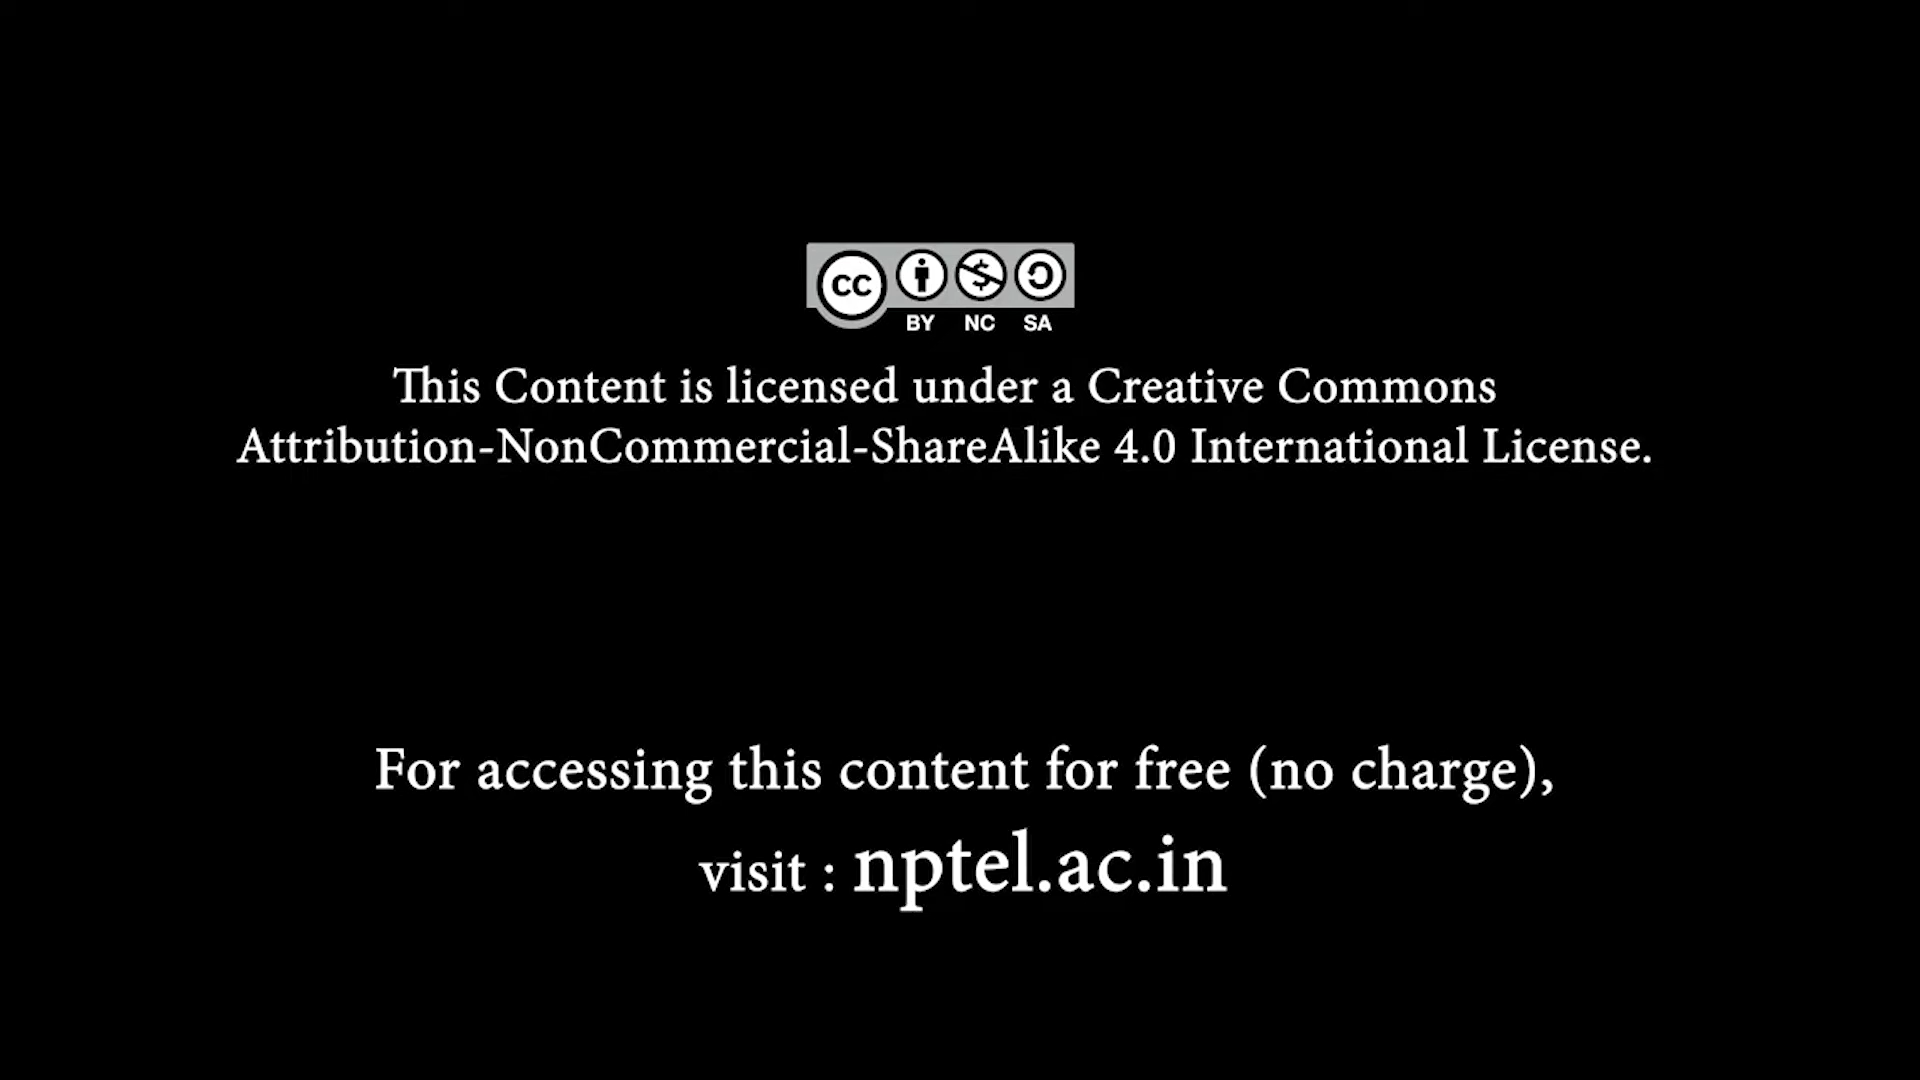 CC BY NC SA
This Content is licensed under a Creative Commons
Attribution-NonCommercial-ShareAlike 4.0 International License.
For accessing this content for free (no charge),
visit : nptel.ac.in